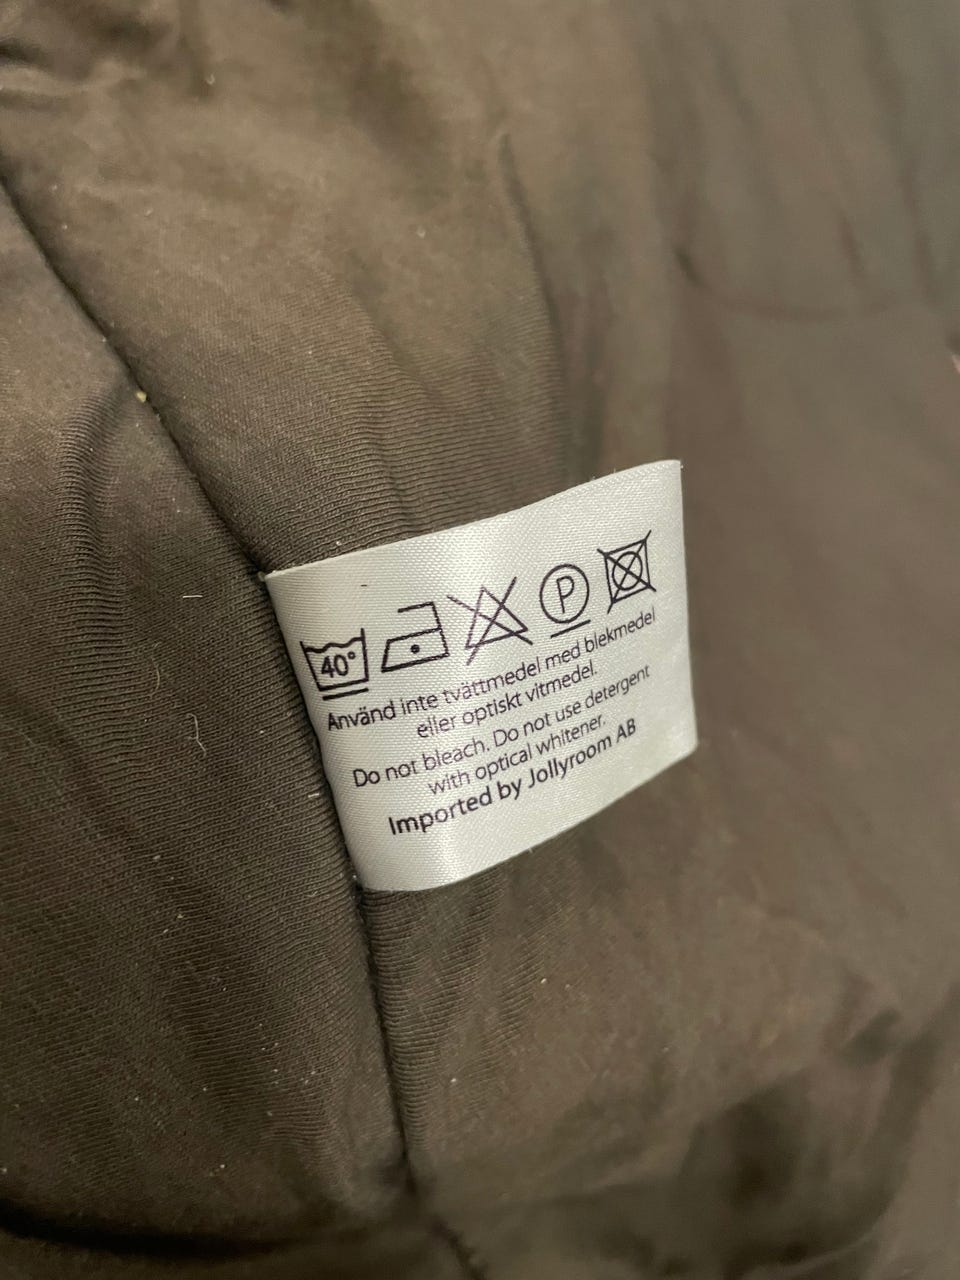 40°
P
Använd inte tvättmedel med blekmedel
eller optiskt vitmedel.
Do not bleach. Do not use detergent
with optical whitener.
Imported by Jollyroom AB